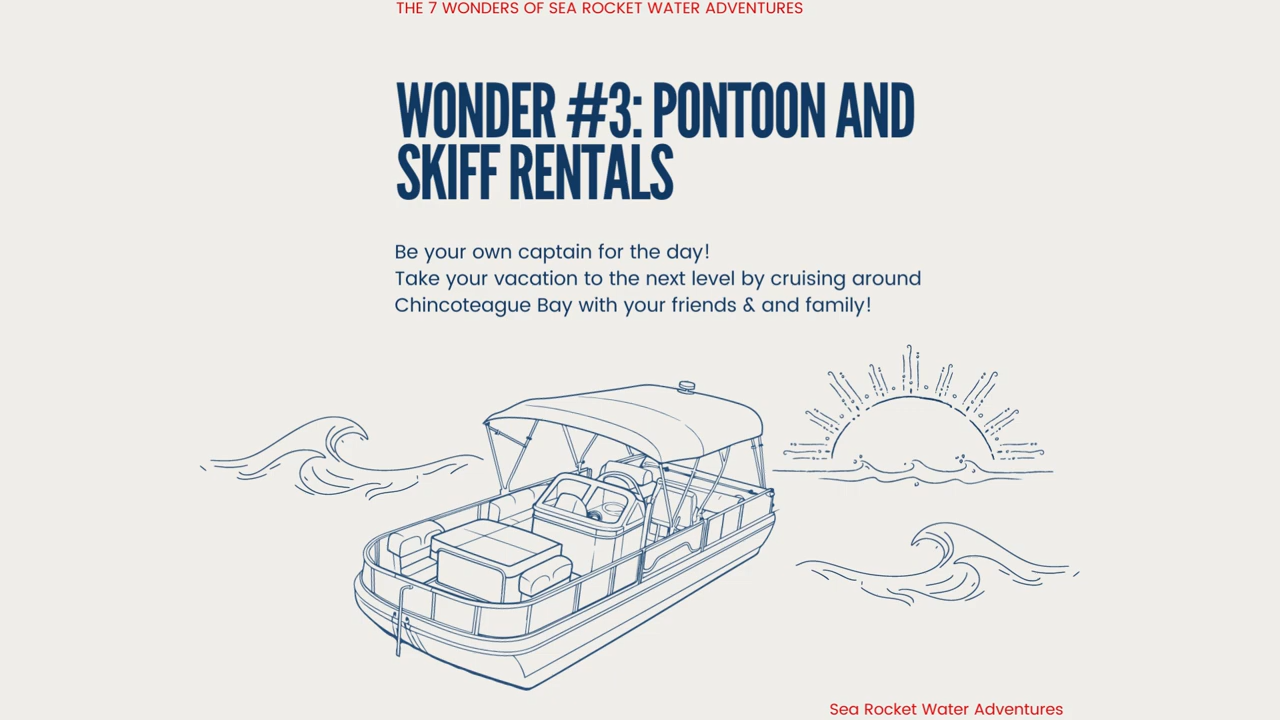 THE 7 WONDERS OF SEA ROCKET WATER ADVENTURES
WONDER #3: PONTOON AND
SKIFF RENTALS
Be your own captain for the day!
Take your vacation to the next level by cruising around
Chincoteague Bay with your friends & and family!
Sea Rocket Water Adventures